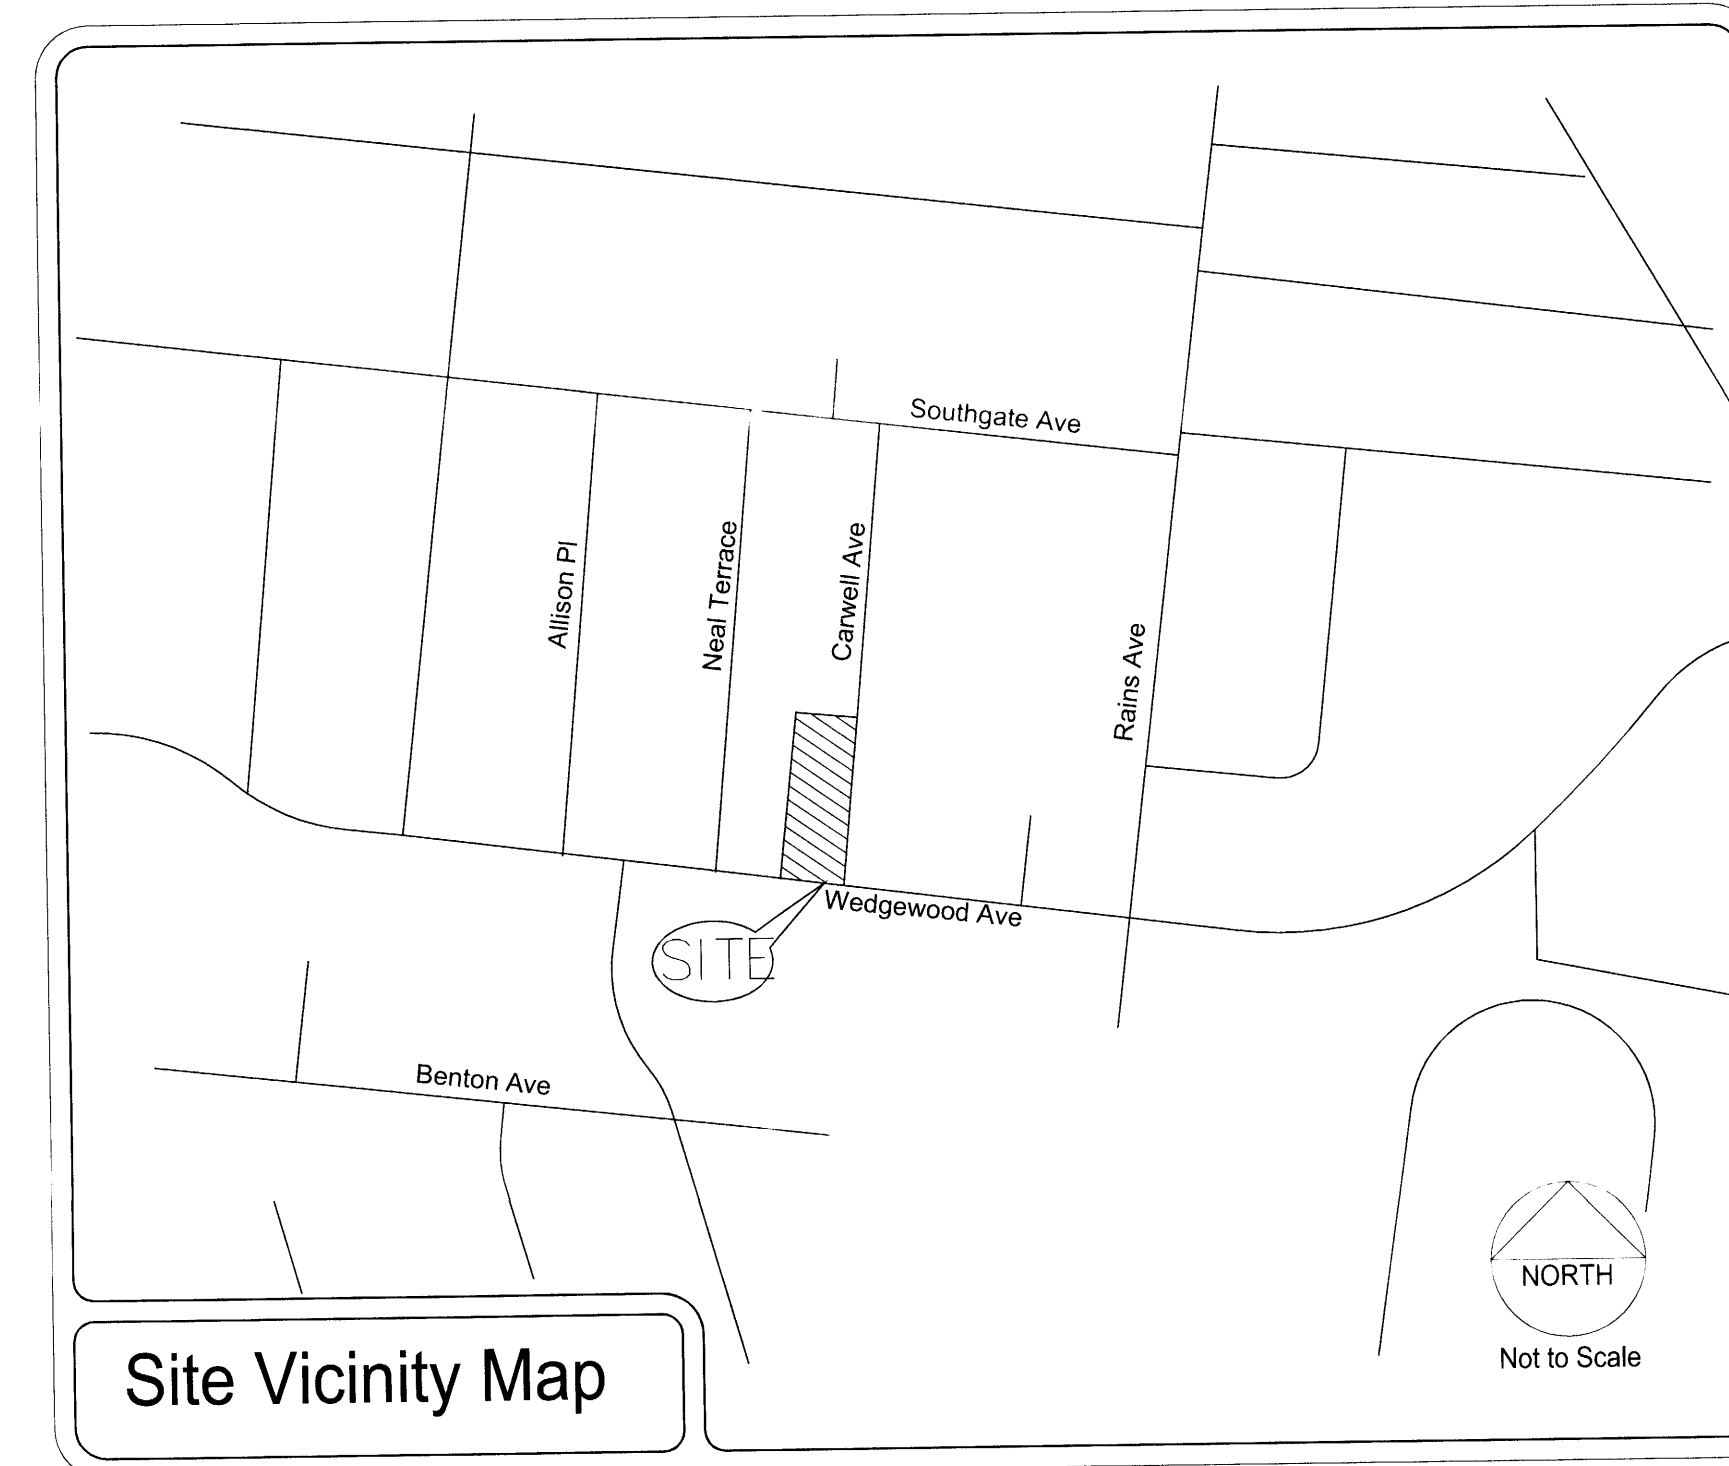 Southgate Ave
Allison Pl
Neal Terrace
Carwell Ave
Rains Ave
Wedgewood Ave
SITE
Benton Ave
NORTH
Not to Scale
Site Vicinity Map